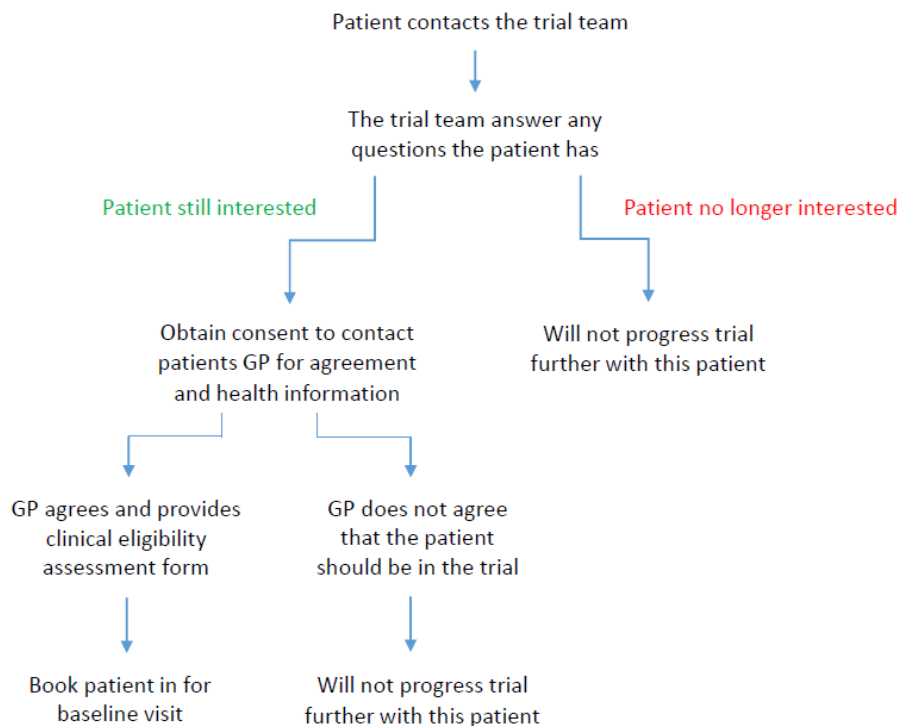 Patient contacts the trial team
The trial team answer any
questions the patient has
Patient still interested
Patient no longer interested
Obtain consent to contact
patients GP for agreement
and health information
Will not progress trial
further with this patient
GP agrees and provides
clinical eligibility
assessment form
GP does not agree
that the patient
should be in the trial
Book patient in for
baseline visit
Will not progress trial
further with this patient